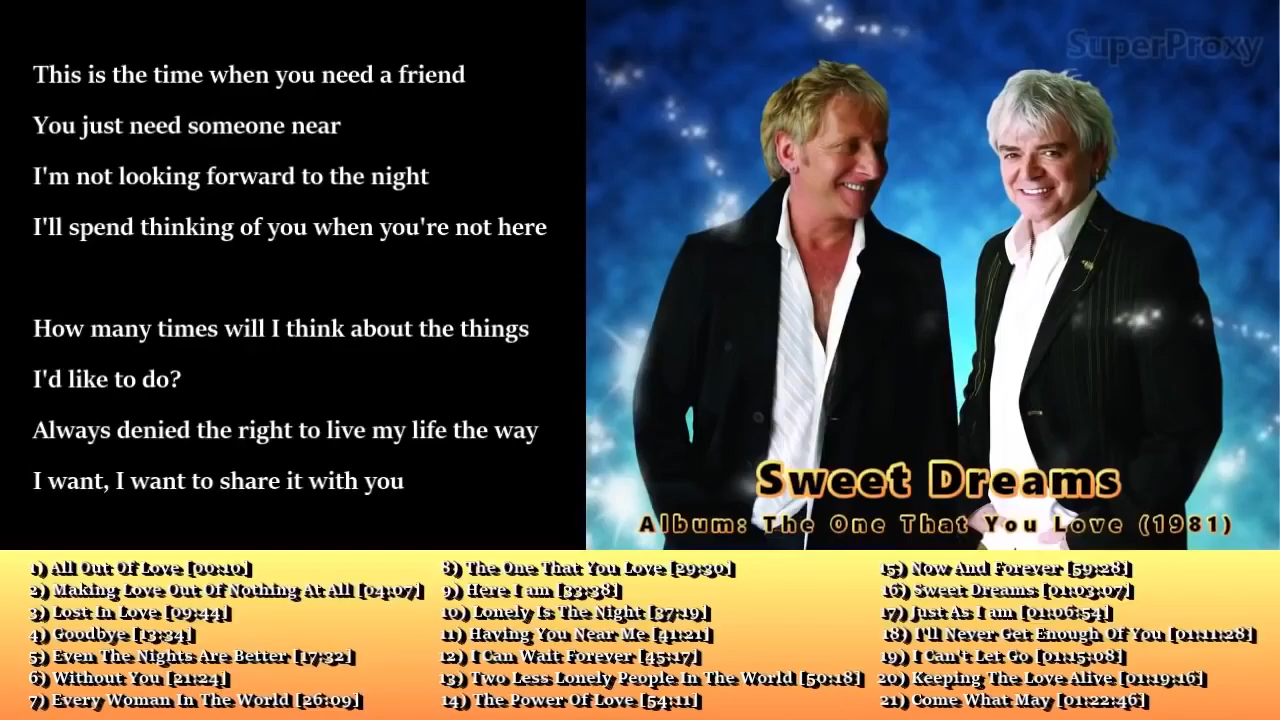 This is the time when you need a friend
You just need someone near
I'm not looking forward to the night
I'll spend thinking of you when you're not here
How many times will I think about the things
I'd like to do?
Always denied the right to live my life the way
I want, I want to share it with you
SuperProxy
Sweet Dreams
Album: The One That You Love (1981)
1) All Out Of Love [00:10]
2) Making Love Out Of Nothing At All [04:07]
3) Lost In Love [09:44]
4) Goodbye [13:34]
5) Even The Nights Are Better [17:32]
6) Without You [21:24]
7) Every Woman In The World [26:09]
8) The One That You Love [29:30]
9) Here I am [33:38]
10) Lonely Is The Night [37:19]
11) Having You Near Me [41:21]
12) I Can Wait Forever [45:17]
13) Two Less Lonely People In The World [50:18]
14) The Power Of Love [54:11]
15) Now And Forever [59:28]
16) Sweet Dreams [01:03:07]
17) Just As I am [01:06:54]
18) I'll Never Get Enough Of You [01:11:28]
19) I Can't Let Go [01:15:08]
20) Keeping The Love Alive [01:19:16]
21) Come What May [01:22:46]